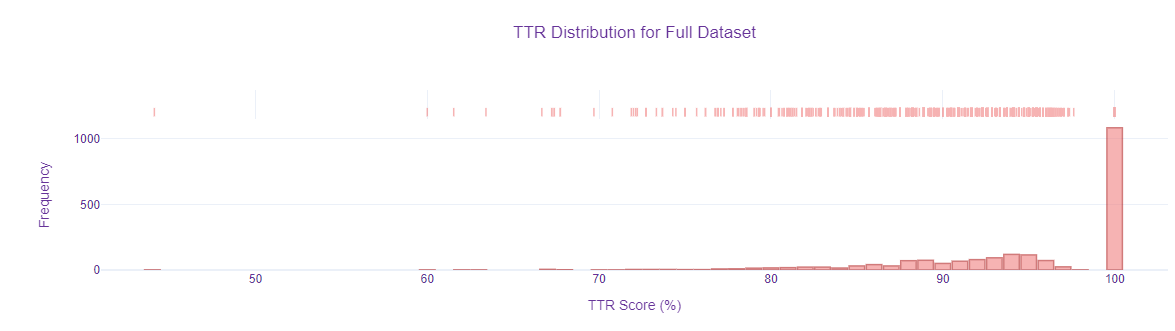 TTR Distribution for Full Dataset
1000
500
0
Frequency
50 60 70 80 90 100
TTR Score (%)